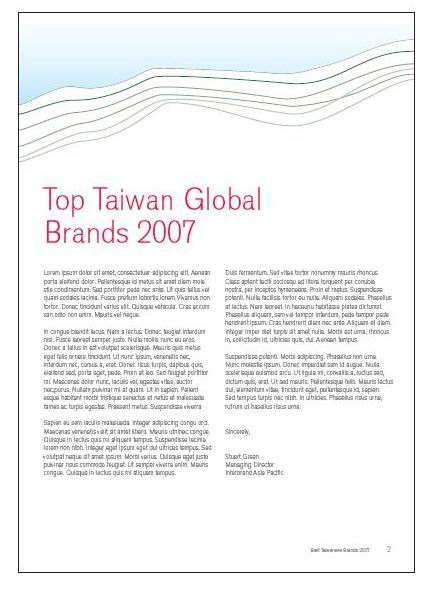 Top Taiwan Global
Brands 2007
Lorem ipsum dolor sit amet, consectetuer adipiscing elit. Aenean
porta eleifend dolor. Pellentesque id metus sit amet diam mole
stie condimentum. Sed porttitor pede nec ante. Ut quis tellus vel
quam sodales lacinia. Fusce pretium lobortis lorem. Vivamus non
tortor. Donec tincidunt varius elit. Quisque vehicula. Cras accum
san odio non enim. Mauris vel neque.
In congue blandit lacus. Nam a lectus. Donec feugiat interdum
nisl. Fusce laoreet semper justo. Nulla mollis nunc eu eros.
Donec a tellus in est volutpat scelerisque. Mauris quis metus
eget felis ornare tincidunt. Ut nunc ipsum, venenatis nec,
interdum nec, cursus a, erat. Donec risus turpis, dapibus quis,
eleifend sed, porta eget, pede. Proin at leo. Sed feugiat porttitor
mi. Maecenas dolor nunc, iaculis vel, egestas vitae, auctor
nec, purus. Nullam pulvinar mi at quam. Ut in sapien. Pellent
esque habitant morbi tristique senectus et netus et malesuada
fames ac turpis egestas. Praesent metus. Suspendisse viverra
Sapien eu sem iaculis malesuada. Integer adipiscing congue orci.
Maecenas venenatis elit sit amet libero. Mauris ultrices congue.
Quisque in lectus quis mi aliquam tempus. Suspendisse lacinia
lorem non nibh. Integer eget ipsum eget dui ultrices tempus. Sed
volutpat neque sit amet ipsum. Morbi varius. Quisque eget justo
pulvinar risus commodo feugiat. Ut semper viverra enim. Mauris
congue. Quisque in lectus quis mi aliquam tempus.
Duis fermentum. Sed vitae tortor nonummy mauris rhoncus.
Class aptent taciti sociosqu ad litora torquent per conubia
nostra, per inceptos hymenaeos. Proin et metus. Suspendisse
potenti. Nulla facilisis tortor eu nulla. Aliquam sodales. Phasellus
at lectus. Nam laoreet. In hac habitasse platea dictumst.
Phasellus aliquam, sem vel tempor interdum, pede tempor pede
hendrerit ipsum. Cras hendrerit diam nec ante. Aliquam et diam.
Integer imper diet turpis sit amet nulla. Morbi est urna, rhoncus
in, sollicitudin id, ultricies quis, dui. Aenean tempus.
Suspendisse potenti. Morbi adipiscing. Phasellus non urna.
Nunc molestie ipsum. Donec imperdiet sem id augue. Nulla
scelerisque euismod arcu. Ut ligula mi, convallis a, luctus sed,
dictum quis, erat. Ut sed mauris. Pellentesque felis. Mauris lectus
dui, elementum vitae, tincidunt eget, pellentesque id, sapien.
Sed tempus turpis nec nibh. In ultricies. Phasellus risus urna,
rutrum ut risus urna.
Sincerely,
Stuart Green
Managing Director
Interbrand Asia Pacific
Best Taiwanese Brands 2007 2